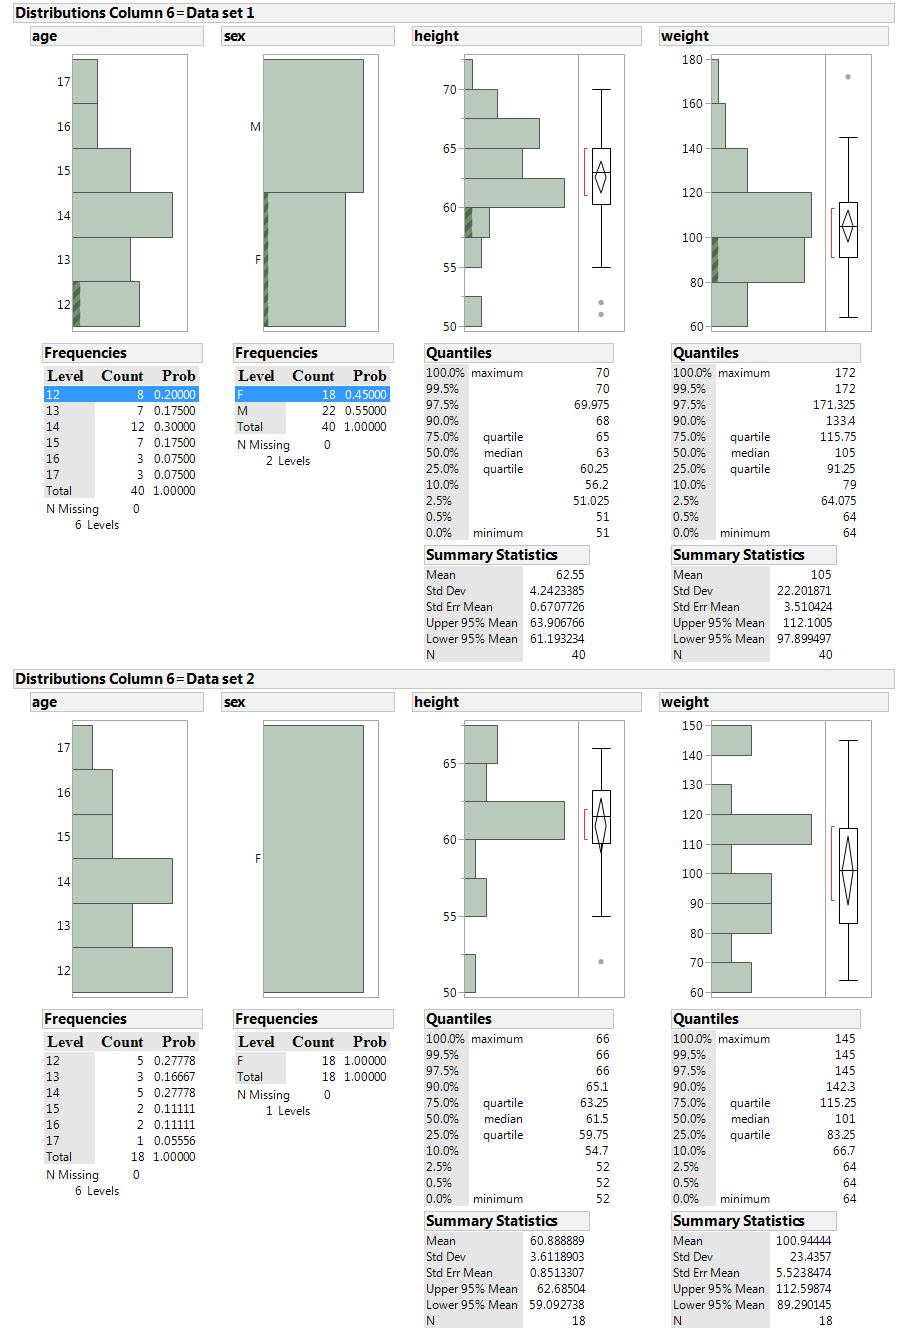 Distributions Column 6=Data set 1
age
17
16
15
14
13
12
Frequencies
Level Count Prob
12 8 0.20000
13 7 0.17500
14 12 0.30000
15 7 0.17500
16 3 0.07500
17 3 0.07500
Total 40 1.00000
N Missing 0
6 Levels
sex
M
F
Frequencies
Level Count Prob
F 18 0.45000
M 22 0.55000
Total 40 1.00000
N Missing 0
2 Levels
height
70
65
60
55
50
Quantiles
100.0% maximum 70
99.5% 70
97.5% 69.975
90.0% 68
75.0% quartile 65
50.0% median 63
25.0% quartile 60.25
10.0% 56.2
2.5% 51.025
0.5% 51
0.0% minimum 51
Summary Statistics
Mean 62.55
Std Dev 4.2423385
Std Err Mean 0.6707726
Upper 95% Mean 63.906766
Lower 95% Mean 61.193234
N 40
weight
180
160
140
120
100
80
60
Quantiles
100.0% maximum 172
99.5% 172
97.5% 171.325
90.0% 133.4
75.0% quartile 115.75
50.0% median 105
25.0% quartile 91.25
10.0% 79
2.5% 64.075
0.5% 64
0.0% minimum 64
Summary Statistics
Mean 105
Std Dev 22.201871
Std Err Mean 3.510424
Upper 95% Mean 112.1005
Lower 95% Mean 97.899497
N 40
Distributions Column 6=Data set 2
age
17
16
15
14
13
12
Frequencies
Level Count Prob
12 5 0.27778
13 3 0.16667
14 5 0.27778
15 2 0.11111
16 2 0.11111
17 1 0.05556
Total 18 1.00000
N Missing 0
6 Levels
sex
F
Frequencies
Level Count Prob
F 18 1.00000
Total 18 1.00000
N Missing 0
1 Levels
height
65
60
55
50
Quantiles
100.0% maximum 66
99.5% 66
97.5% 66
90.0% 65.1
75.0% quartile 63.25
50.0% median 61.5
25.0% quartile 59.75
10.0% 54.7
2.5% 52
0.5% 52
0.0% minimum 52
Summary Statistics
Mean 60.888889
Std Dev 3.6118903
Std Err Mean 0.8513307
Upper 95% Mean 62.68504
Lower 95% Mean 59.092738
N 18
weight
150
140
130
120
110
100
90
80
70
60
Quantiles
100.0% maximum 145
99.5% 145
97.5% 145
90.0% 142.3
75.0% quartile 115.25
50.0% median 101
25.0% quartile 83.25
10.0% 66.7
2.5% 64
0.5% 64
0.0% minimum 64
Summary Statistics
Mean 100.94444
Std Dev 23.4357
Std Err Mean 5.5238474
Upper 95% Mean 112.59874
Lower 95% Mean 89.290145
N 18